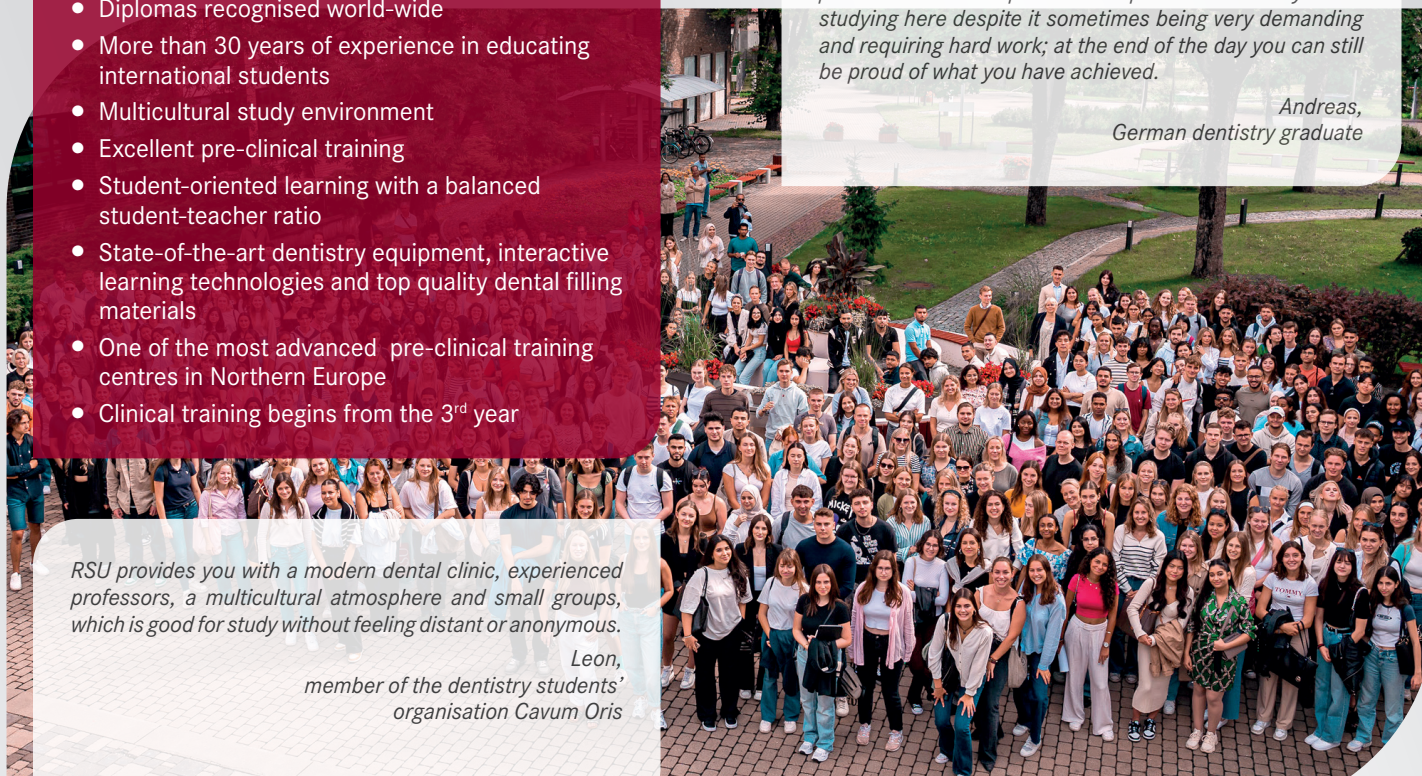 Diplomas recognised world-wide
More than 30 years of experience in educating
international students
Multicultural study environment
Excellent pre-clinical training
Student-oriented learning with a balanced
student-teacher ratio
State-of-the-art dentistry equipment, interactive
learning technologies and top quality dental filling
materials
One of the most advanced pre-clinical training
centres in Northern Europe
Clinical training begins from the 3rd year
studying here despite it sometimes being very demanding
and requiring hard work; at the end of the day you can still
be proud of what you have achieved.
Andreas,
German dentistry graduate
RSU provides you with a modern dental clinic, experienced
professors, a multicultural atmosphere and small groups,
which is good for study without feeling distant or anonymous.
Leon,
member of the dentistry students'
organisation Cavum Oris
TOMMY